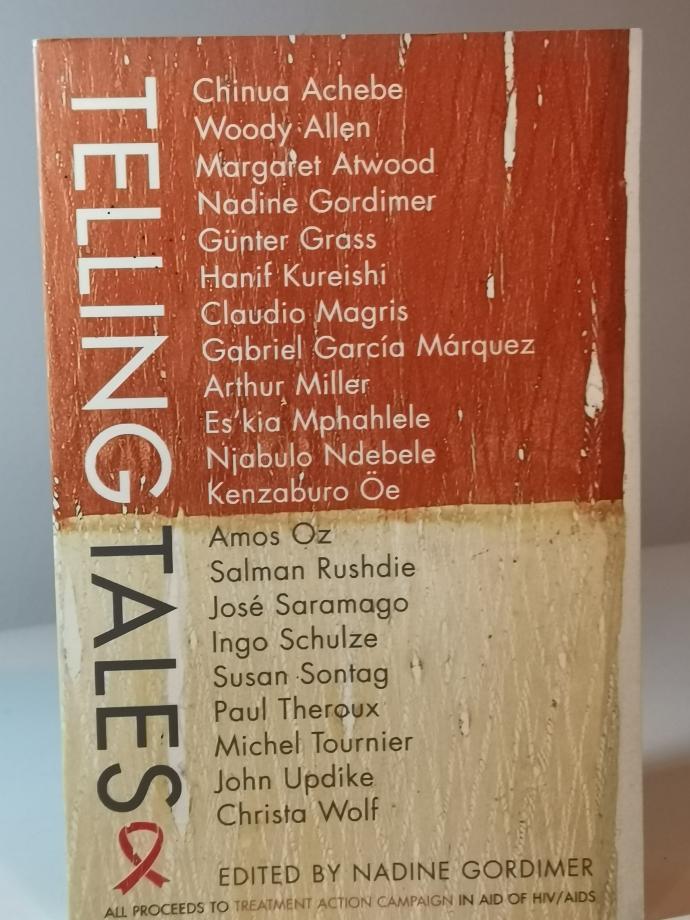 TELLING TALES
Chinua Achebe
Woody Allen
Margaret Atwood
Nadine Gordimer
Günter Grass
Hanif Kureishi
Claudio Magris
Gabriel García Márquez
Arthur Miller
Es'kia Mphahlele
Njabulo Ndebele
Kenzaburo Öe
Amos Oz
Salman Rushdie
José Saramago
Ingo Schulze
Susan Sontag
Paul Theroux
Michel Tournier
John Updike
Christa Wolf
EDITED BY NADINE GORDIMER
ALL PROCEEDS TO TREATMENT ACTION CAMPAIGN IN AID OF HIV/AIDS